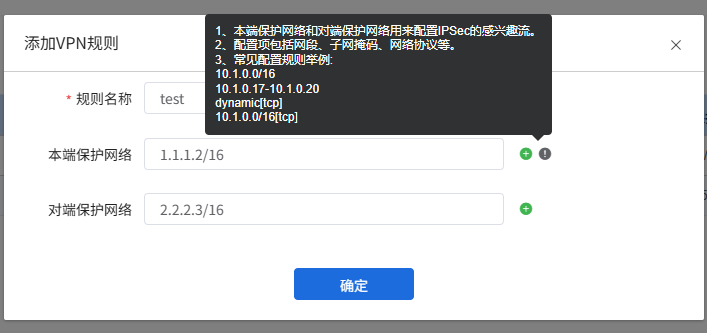 1、本端保护网络和对端保护网络用来配置IPSec的感兴趣流。
2、配置项包括网段、子网掩码、网络协议等。
3、常见配置规则举例:
10.1.0.0/16
10.1.0.17-10.1.0.20
dynamic[tcp]
10.1.0.0/16[tcp]
添加VPN规则
* 规则名称 test
本端保护网络 1.1.1.2/16
对端保护网络 2.2.2.3/16
确定